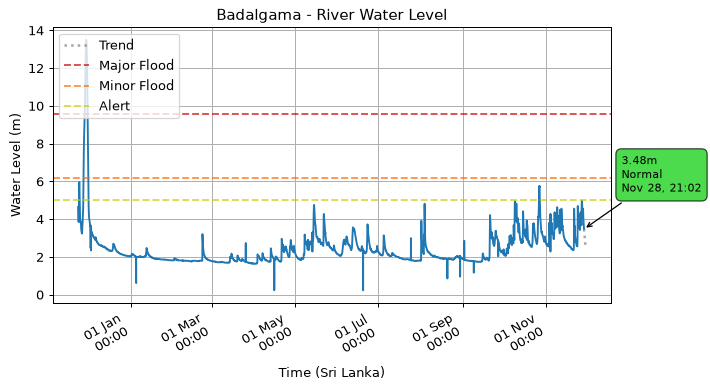 Badalgama - River Water Level
14
12
10
8
6
4
2
0
Water Level (m)
Trend
Major Flood
Minor Flood
Alert
3.48m
Normal
Nov 28, 21:02
01 Jan
00:00
01 Mar
00:00
01 May
00:00
01 Jul
00:00
01 Sep
00:00
01 Nov
00:00
Time (Sri Lanka)